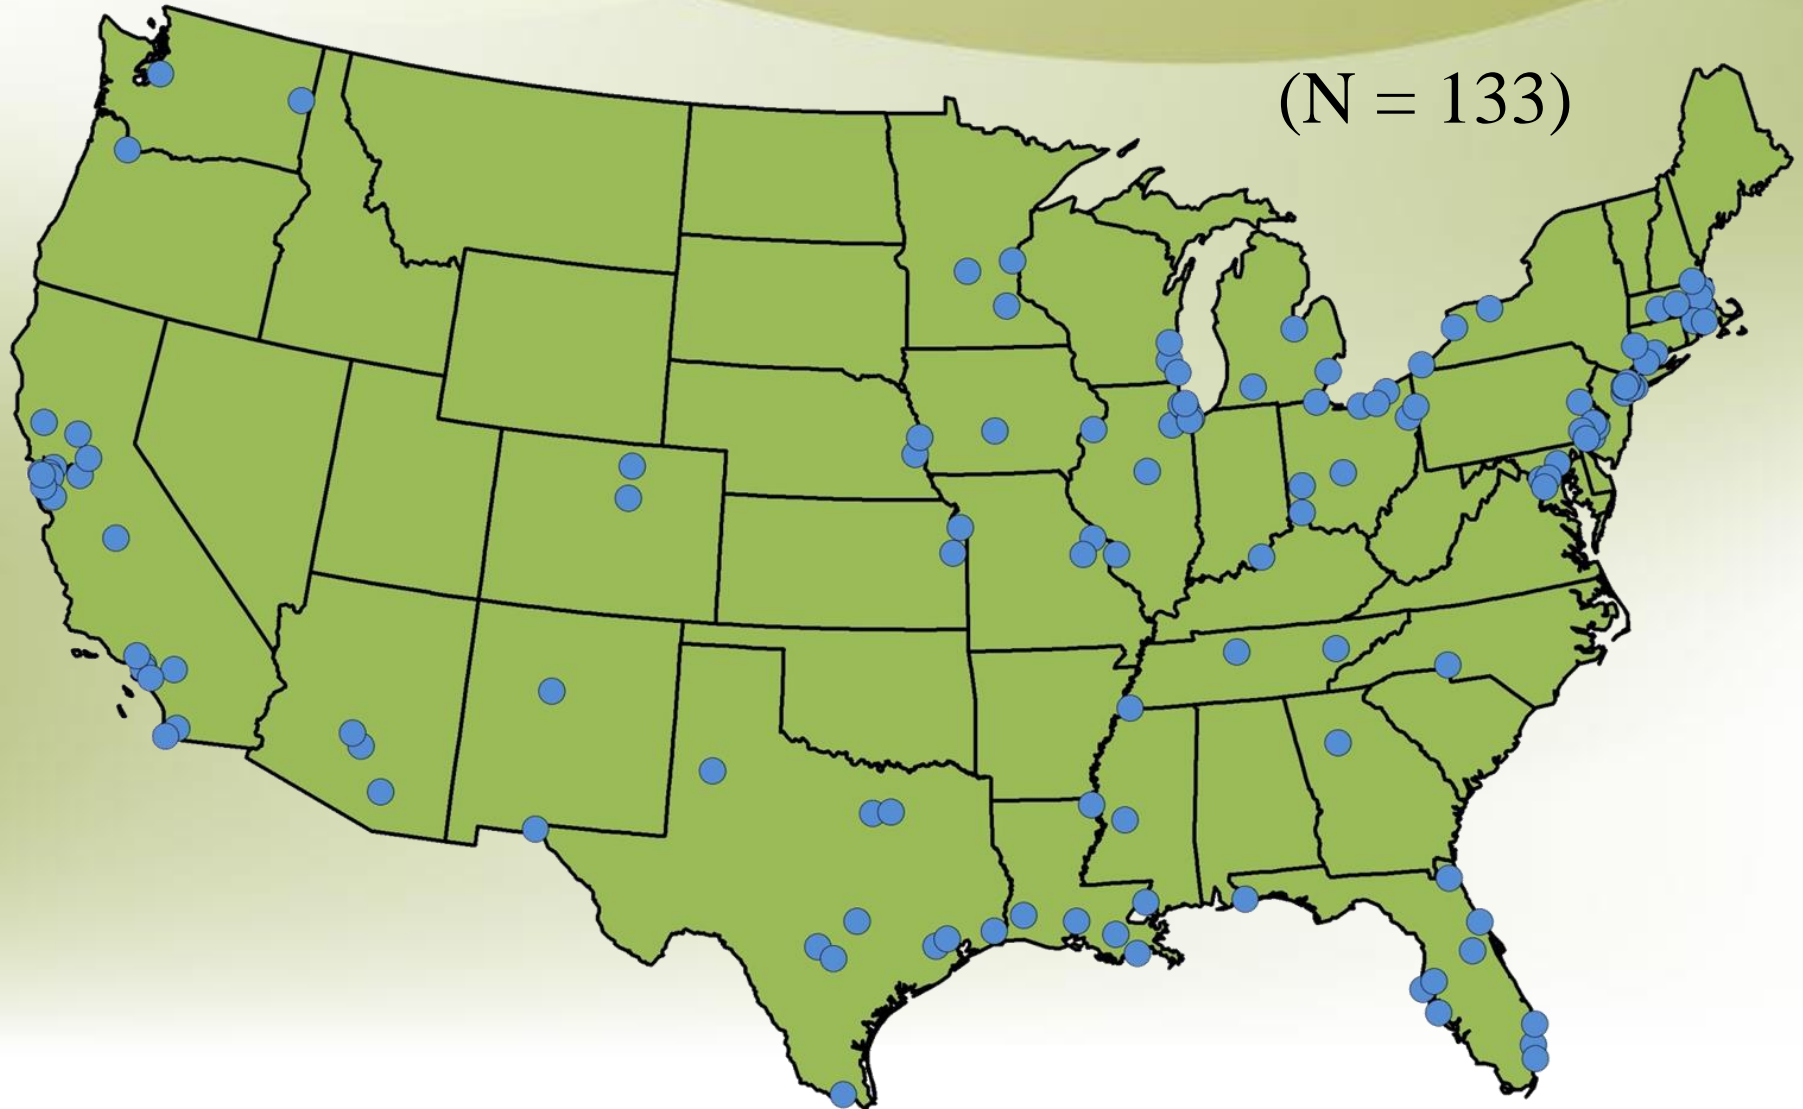 (N = 133)